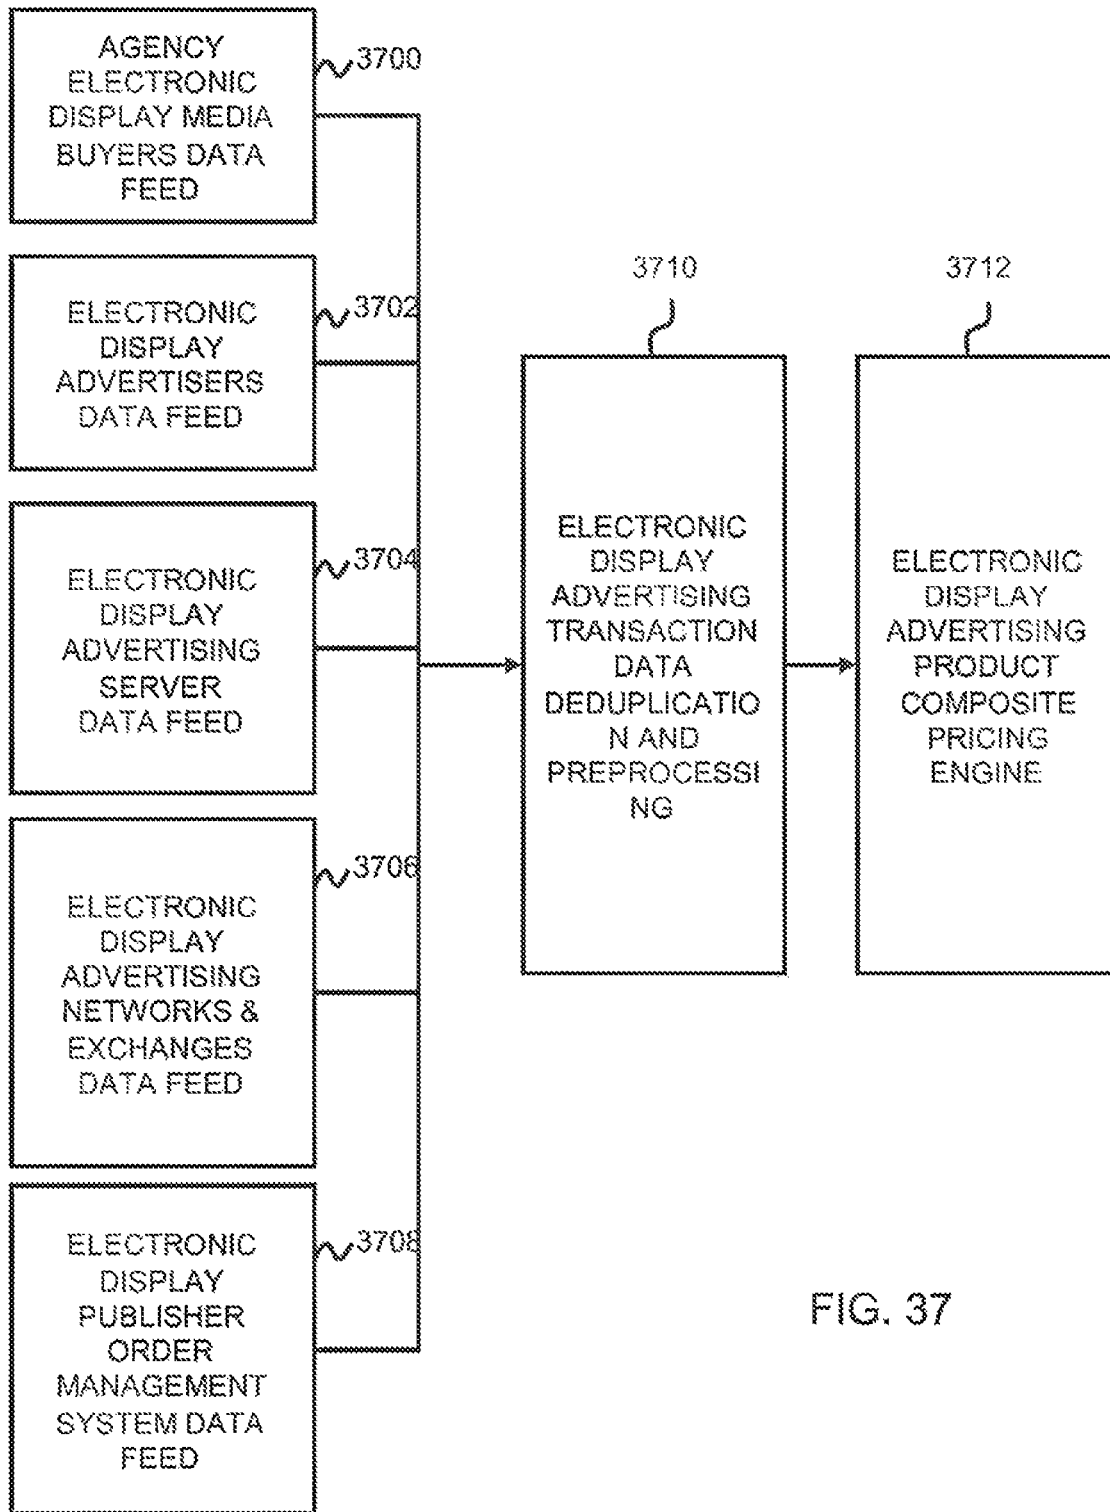 AGENCY
ELECTRONIC
DISPLAY MEDIA
BUYERS DATA
FEED
3700
ELECTRONIC
DISPLAY
ADVERTISERS
DATA FEED
3702
ELECTRONIC
DISPLAY
ADVERTISING
SERVER
DATA FEED
3704
ELECTRONIC
DISPLAY
ADVERTISING
NETWORKS &
EXCHANGES
DATA FEED
3706
ELECTRONIC
DISPLAY
PUBLISHER
ORDER
MANAGEMENT
SYSTEM DATA
FEED
3708
3710
ELECTRONIC
DISPLAY
ADVERTISING
TRANSACTION
DATA
DEDUPLICATIO
N AND
PREPROCESSI
NG
3712
ELECTRONIC
DISPLAY
ADVERTISING
PRODUCT
COMPOSITE
PRICING
ENGINE
FIG. 37